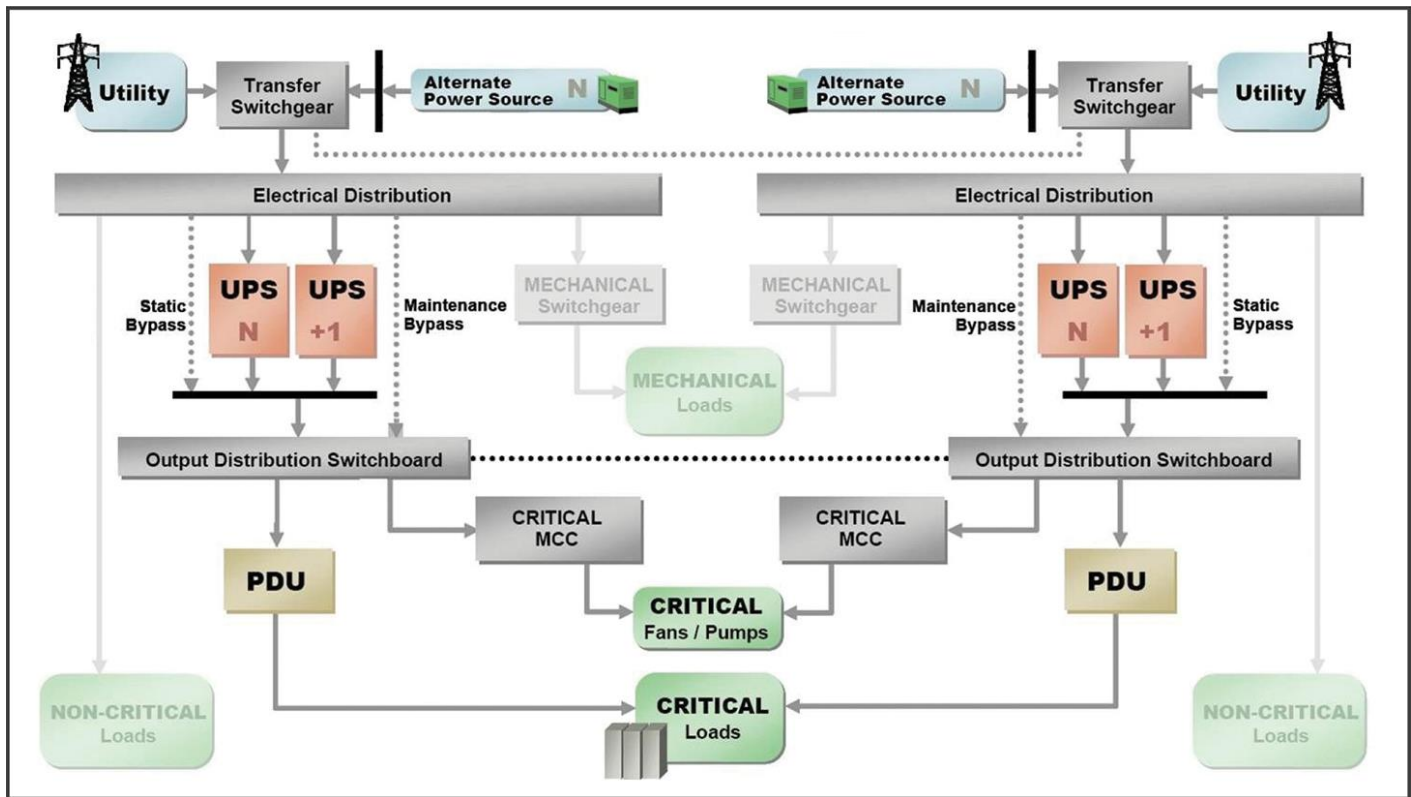 Utility
Transfer
Switchgear
Alternate
Power Source N
Alternate
Power Source N
Transfer
Switchgear
Utility
Electrical Distribution
Electrical Distribution
Static
Bypass
UPS
N
UPS
+1
Maintenance
Bypass
MECHANICAL
Switchgear
MECHANICAL
Switchgear
Maintenance
Bypass
UPS
N
UPS
+1
Static
Bypass
MECHANICAL
Loads
Output Distribution Switchboard
Output Distribution Switchboard
CRITICAL
MCC
CRITICAL
MCC
PDU
PDU
CRITICAL
Fans / Pumps
NON-CRITICAL
Loads
CRITICAL
Loads
NON-CRITICAL
Loads